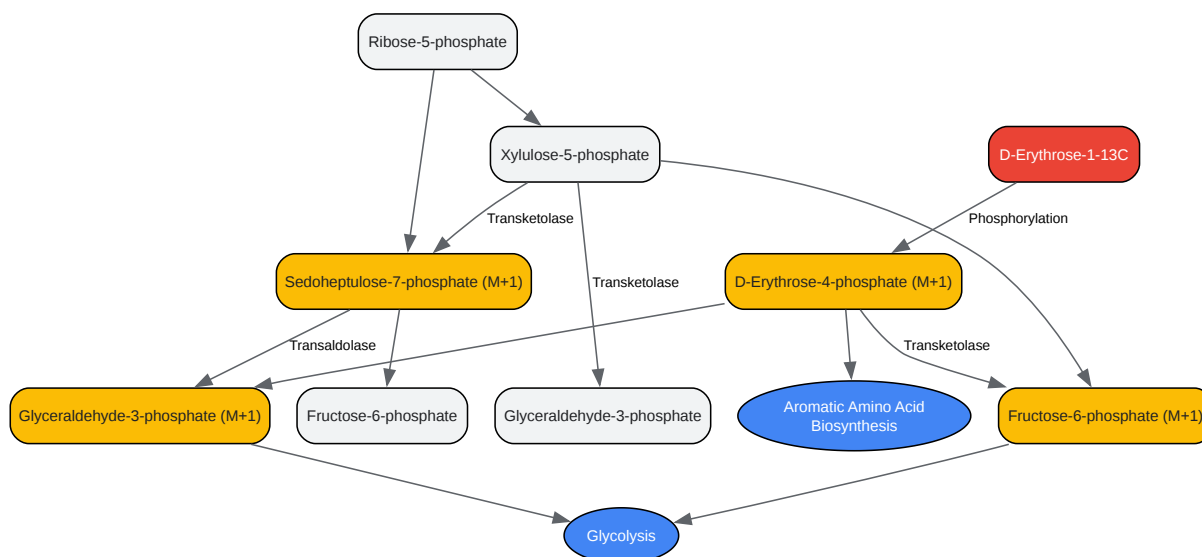 Ribose-5-phosphate
Xylulose-5-phosphate
D-Erythrose-1-13C
Transketolase
Phosphorylation
Sedoheptulose-7-phosphate (M+1)
Transketolase
D-Erythrose-4-phosphate (M+1)
Transaldolase
Transketolase
Glyceraldehyde-3-phosphate (M+1)
Fructose-6-phosphate
Glyceraldehyde-3-phosphate
Aromatic Amino Acid
Biosynthesis
Fructose-6-phosphate (M+1)
Glycolysis